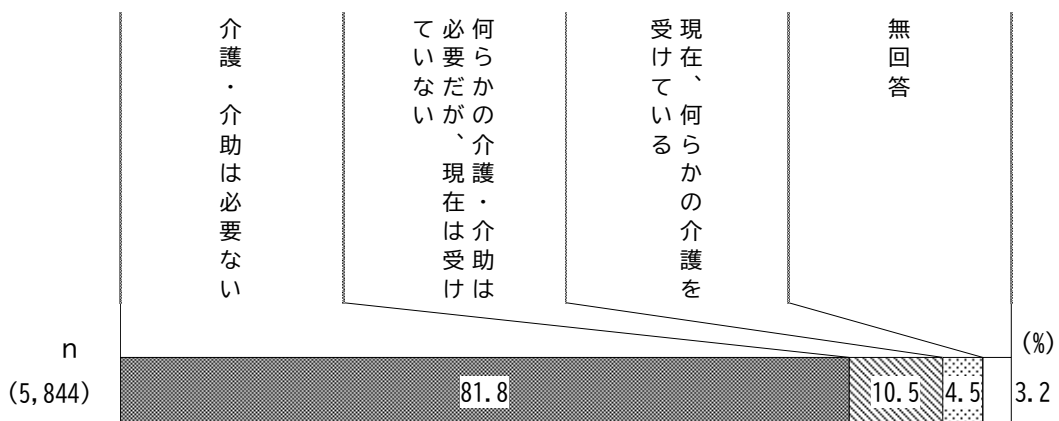 介護・介助は必要ない
何らかの介護・介助は
必要だが、現在は受け
ていない
現在、何らかの介護を
受けている
無回答
(%)
n
(5,844)
81.8
10.5
4.5
3.2